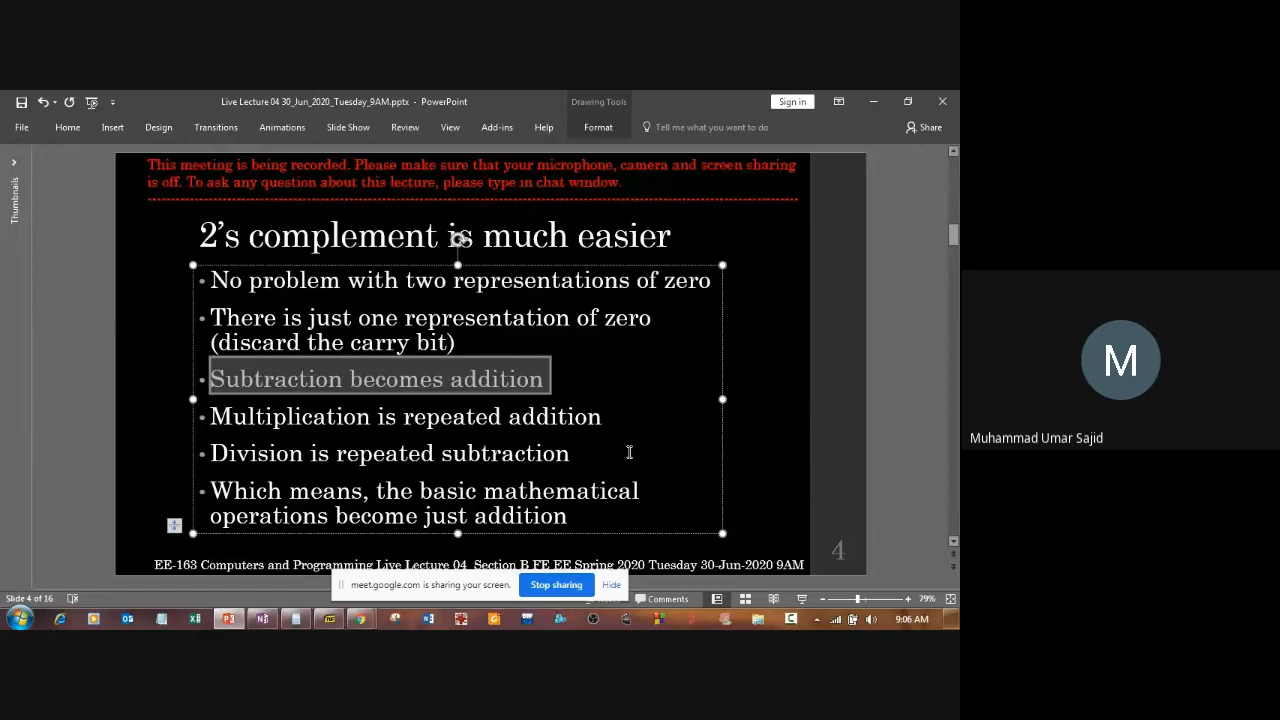 Live Lecture 04 30_Jun_2020_Tuesday_9AM.pptx - PowerPoint
Drawing Tools
Sign in
File
Home
Insert
Design
Transitions
Animations
Slide Show
Review
View
Add-ins
Help
Format
Tell me what you want to do
Share
Thumbnails
This meeting is being recorded. Please make sure that your microphone, camera and screen sharing
is off. To ask any question about this lecture, please type in chat window.
2's complement is much easier
• No problem with two representations of zero
• There is just one representation of zero
(discard the carry bit)
• Subtraction becomes addition
• Multiplication is repeated addition
• Division is repeated subtraction
• Which means, the basic mathematical
operations become just addition
4
EE-163 Computers and Programming Live Lecture 04 Section B FE EE Spring 2020 Tuesday 30-Jun-2020 9AM
meet.google.com is sharing your screen.
Stop sharing
Hide
Slide 4 of 16
Comments
79%
9:06 AM
M
Muhammad Umar Sajid